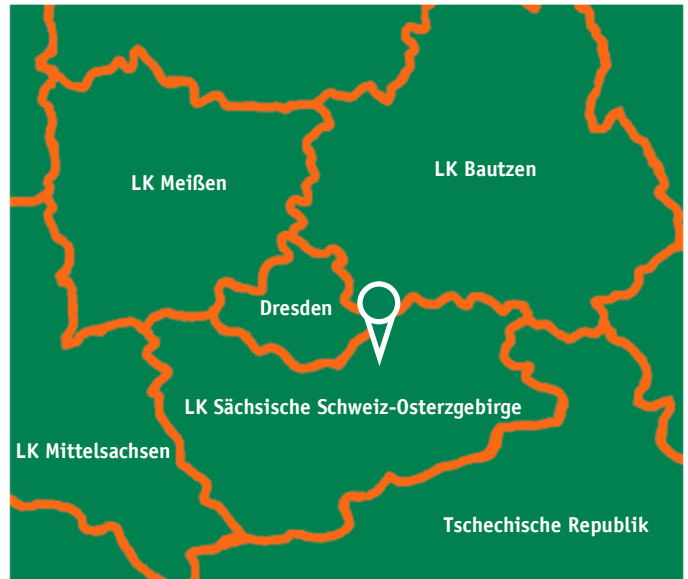 LK Bautzen
LK Meißen
Dresden
LK Sächsische Schweiz-Osterzgebirge
LK Mittelsachsen
Tschechische Republik